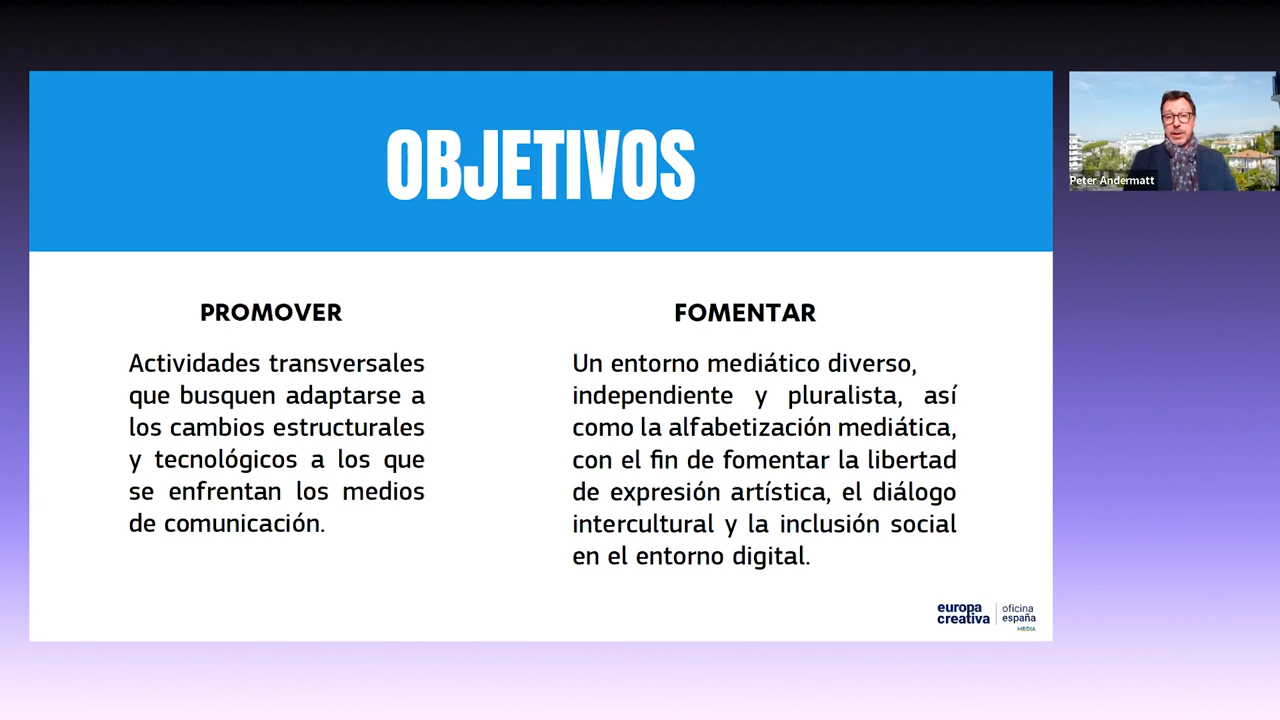 OBJETIVOS
PROMOVER
Actividades transversales
que busquen adaptarse a
los cambios estructurales
y tecnológicos a los que
se enfrentan los medios
de comunicación.
FOMENTAR
Un entorno mediático diverso,
independiente y pluralista, así
como la alfabetización mediática,
con el fin de fomentar la libertad
de expresión artística, el diálogo
intercultural y la inclusión social
en el entorno digital.
europa
creativa
oficina
españa
MEDIA
Peter Andermatt